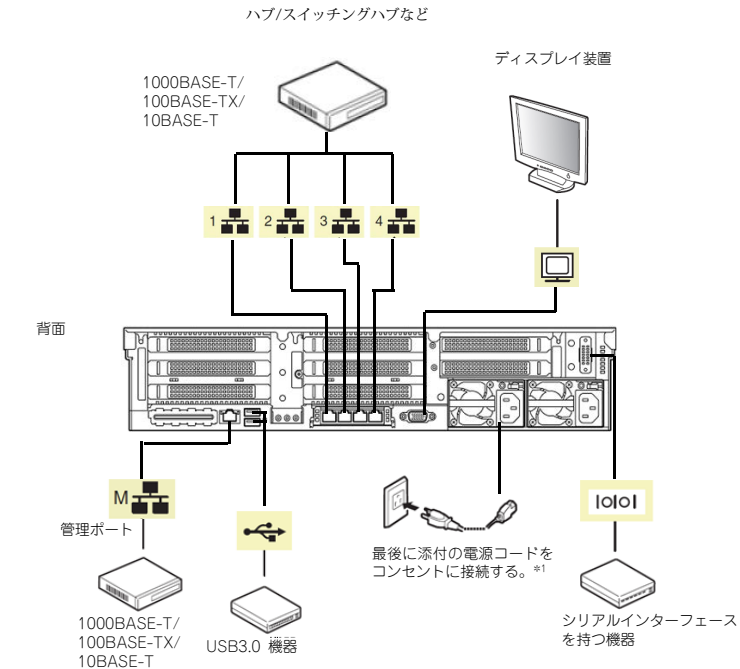 ハブ/スイッチングハブなど
ディスプレイ装置
1000BASE-T/
100BASE-TX/
10BASE-T
1
2
3
4
背面
M
管理ポート
1000BASE-T/
100BASE-TX/
10BASE-T
USB3.0 機器
最後に添付の電源コードを
コンセントに接続する。*1
シリアルインターフェース
を持つ機器